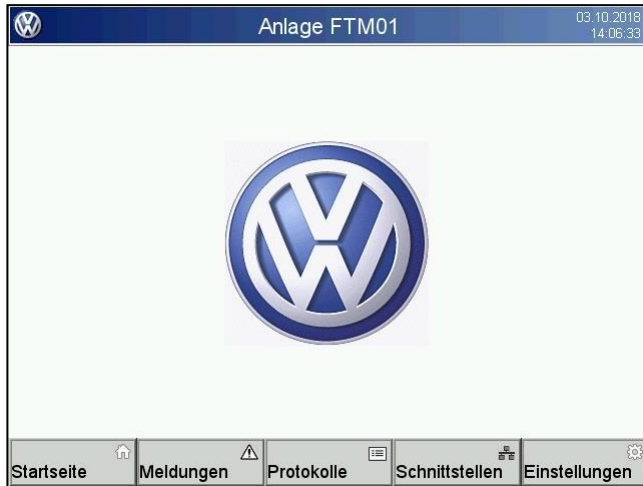 Anlage FTM01
03.10.2018
14:06:33
Startseite
Meldungen
Protokolle
Schnittstellen
Einstellungen